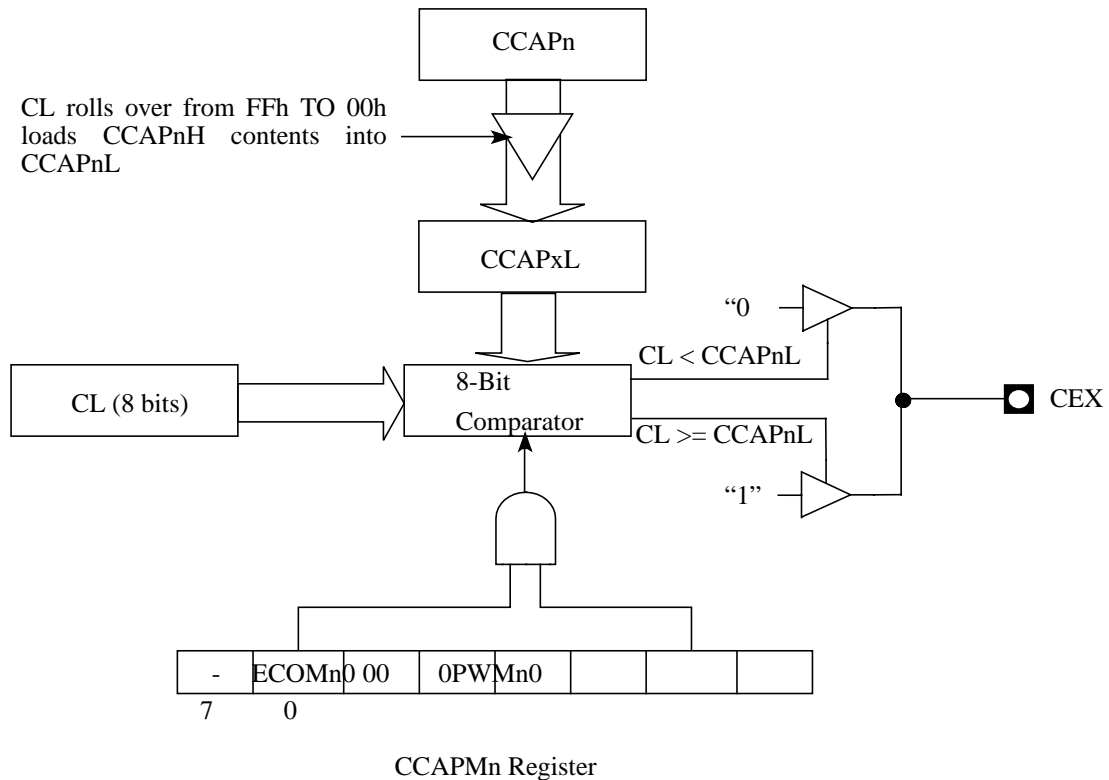 CCAPn
CL rolls over from FFh TO 00h
loads CCAPnH contents into
CCAPnL
CCAPxL
“0
CL < CCAPnL
8-Bit
CL (8 bits)
Comparator
CEX
CL >= CCAPnL
“1”
- ECOMn0 00 0PWMn0
7 0
CCAPMn Register